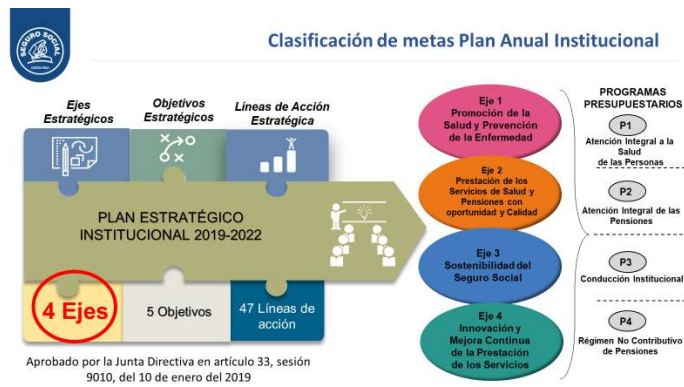 SEGURO SOCIAL
COSTA RICA
Clasificación de metas Plan Anual Institucional
Ejes
Estratégicos
Objetivos
Estratégicos
Líneas de Acción
Estratégica
PLAN ESTRATÉGICO
INSTITUCIONAL 2019-2022
4 Ejes
5 Objetivos
47 Líneas de
acción
Aprobado por la Junta Directiva en artículo 33, sesión
9010, del 10 de enero del 2019
Eje 1
Promoción de la
Salud y Prevención
de la Enfermedad
Eje 2
Prestación de los
Servicios de Salud y
Pensiones con
oportunidad y Calidad
Eje 3
Sostenibilidad del
Seguro Social
Eje 4
Innovación y
Mejora Continua
de la Prestación
de los Servicios
PROGRAMAS
PRESUPUESTARIOS
P1
Atención Integral a la
Salud
de las Personas
P2
Atención Integral de las
Pensiones
P3
Conducción Institucional
P4
Régimen No Contributivo
de Pensiones